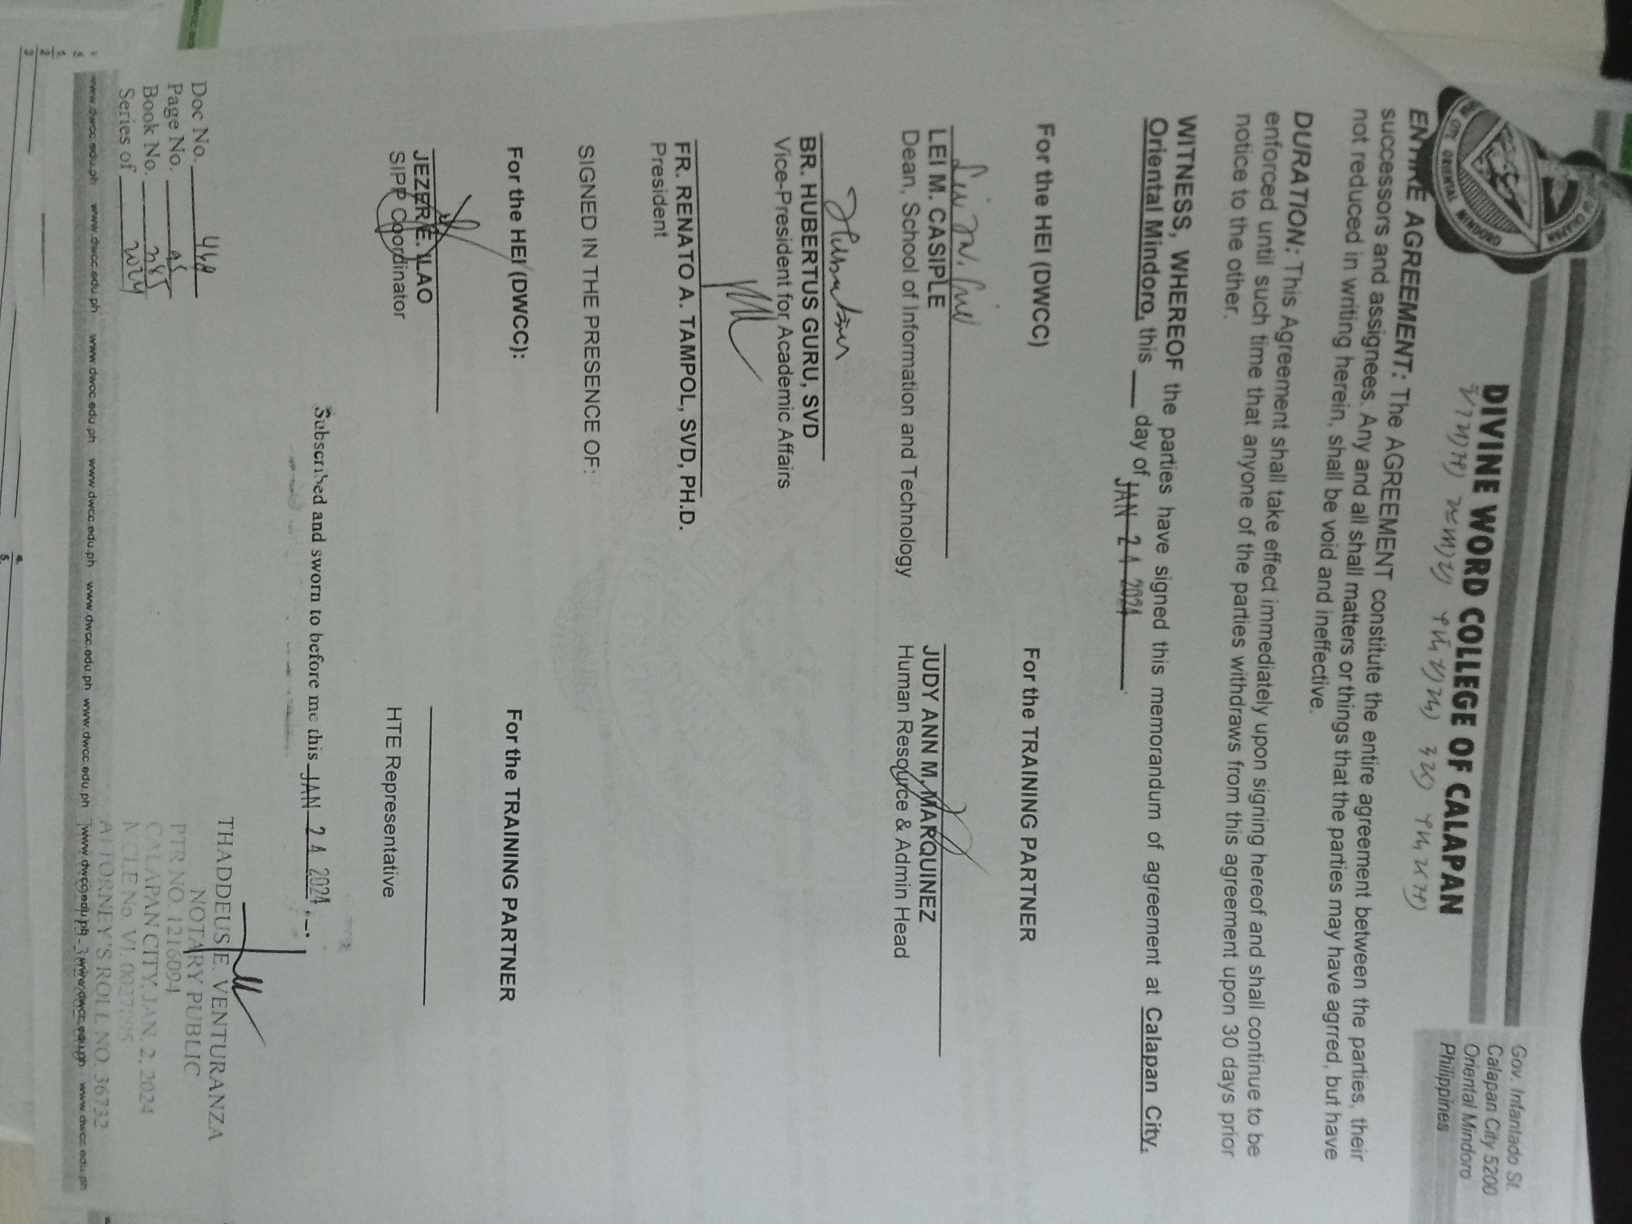 DIVINE WORD COLLEGE OF CALAPAN
Gov. Infantado St.
Calapan City 5200
Oriental Mindoro
Philippines
ENTIRE AGREEMENT: The AGREEMENT constitute the entire agreement between the parties, their
successors and assignees. Any and all shall matters or things that the parties may have agrred, but have
not reduced in writing herein, shall be void and ineffective.
DURATION: This Agreement shall take effect immediately upon signing hereof and shall continue to be
enforced until such time that anyone of the parties withdraws from this agreement upon 30 days prior
notice to the other.
WITNESS, WHEREOF the parties have signed this memorandum of agreement at Calapan City,
Oriental Mindoro, this ___ day of JAN 24 2024.
For the HEI (DWCC)
For the TRAINING PARTNER
LEI M. CASIPLE
Dean, School of Information and Technology
JUDY ANN M. MARQUINEZ
Human Resource & Admin Head
BR. HUBERTUS GURU, SVD
Vice-President for Academic Affairs
FR. RENATO A. TAMPOL, SVD, PH.D.
President
SIGNED IN THE PRESENCE OF:
For the HEI (DWCC):
For the TRAINING PARTNER
JEZER E. LAO
SIPP Coordinator
HTE Representative
Subscribed and sworn to before me this JAN 24 2024.
THADDEUS E. VENTURANZA
NOTARY PUBLIC
PTR NO. 1216094
CALAPAN CITY, JAN. 2, 2024
MCLE No. VI
ATTORNEY'S ROLL NO. 36732
Doc No.
Page No.
Book No.
Series of
www.dwcc.edu.ph www.dwcc.edu.ph www.dwcc.edu.ph www.dwcc.edu.ph www.dwcc.edu.ph www.dwcc.edu.ph www.dwcc.edu.ph www.dwcc.edu.ph www.dwcc.edu.ph